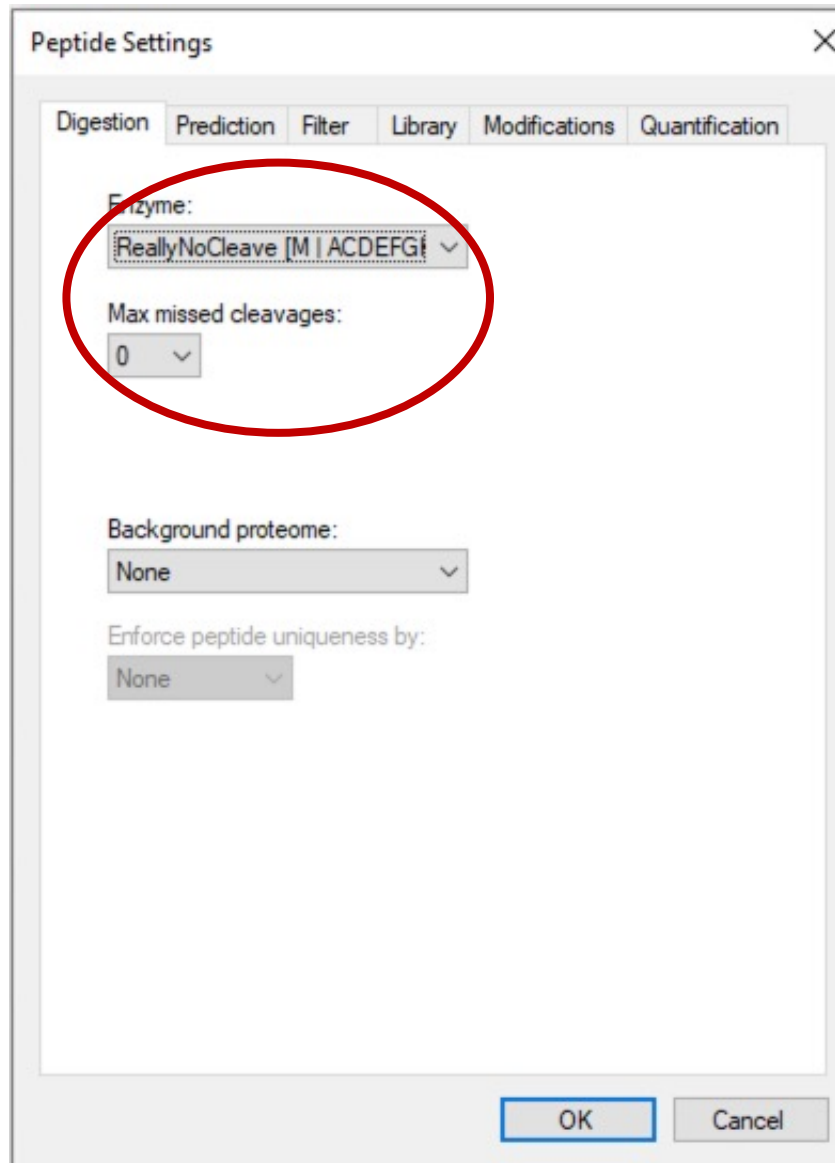 Peptide Settings
Digestion Prediction Filter Library Modifications Quantification
Enzyme:
ReallyNoCleave [M | ACDEFG
Max missed cleavages:
0
Background proteome:
None
Enforce peptide uniqueness by:
None
OK Cancel